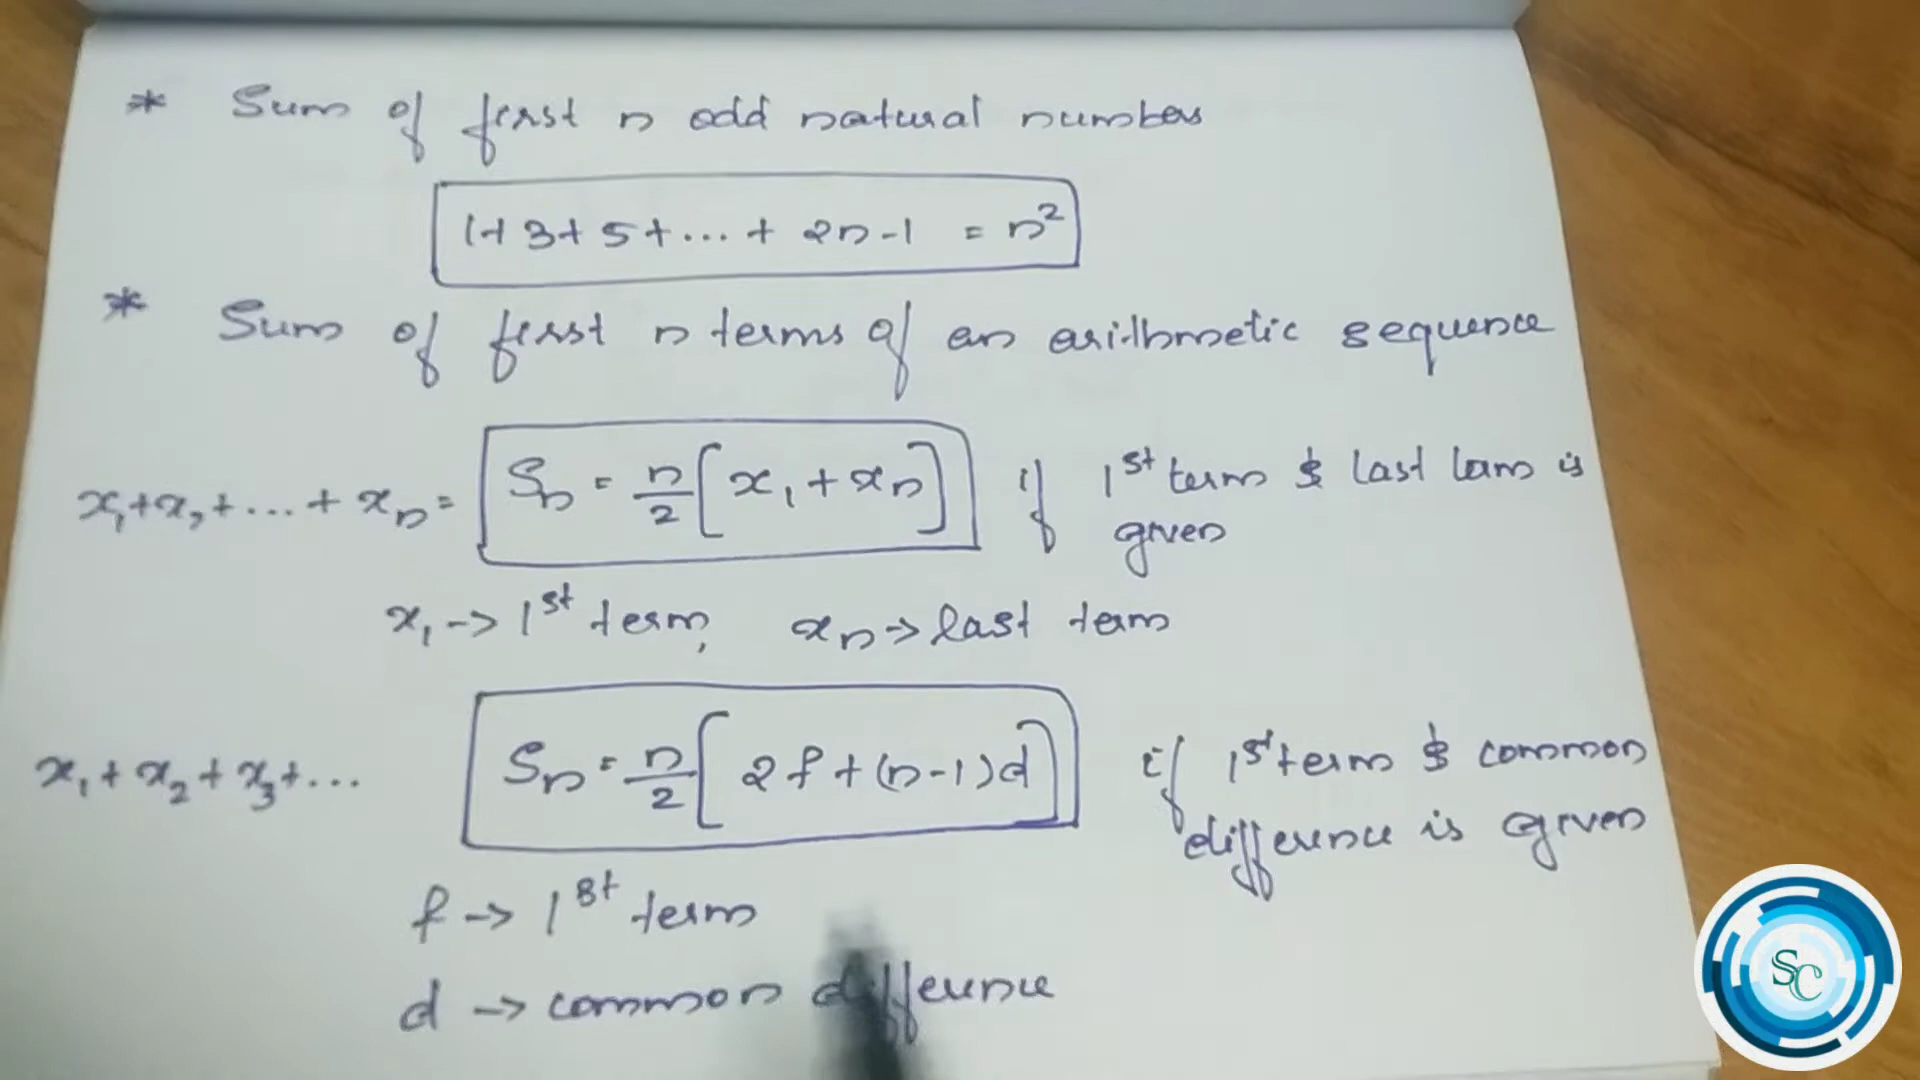 * Sum of first n odd natural numbers
1+3+5+...+ 2n-1 = n²
* Sum of first n terms of an arithmetic sequence
x₁+x₂+...+xₙ= Sₙ = n/2 [x₁+xₙ] if 1st term & last term is given
x₁ -> 1st term, xₙ -> last term
x₁+x₂+x₃+... Sₙ = n/2 [2f+(n-1)d] if 1st term & common difference is given
f -> 1st term
d -> common difference
SC